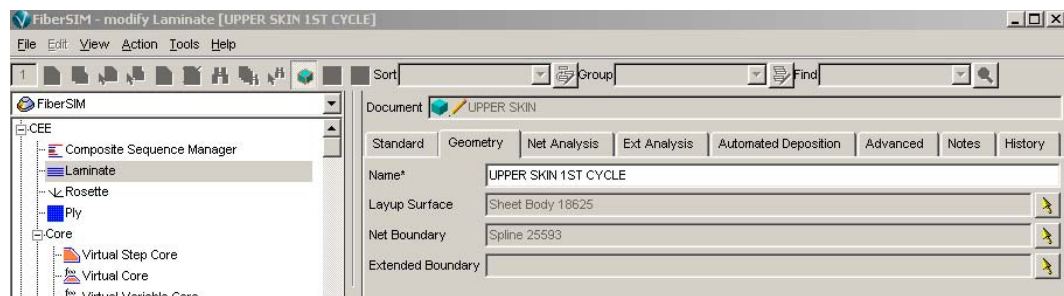 FiberSIM - modify Laminate [UPPER SKIN 1ST CYCLE]
File Edit View Action Tools Help
1 Sort Group Find
FiberSIM
Document UPPER SKIN
CEE
Composite Sequence Manager
Laminate
Rosette
Ply
Core
Virtual Step Core
Virtual Core
Virtual Variable Core
Standard Geometry Net Analysis Ext Analysis Automated Deposition Advanced Notes History
Name* UPPER SKIN 1ST CYCLE
Layup Surface Sheet Body 18625
Net Boundary Spline 25593
Extended Boundary